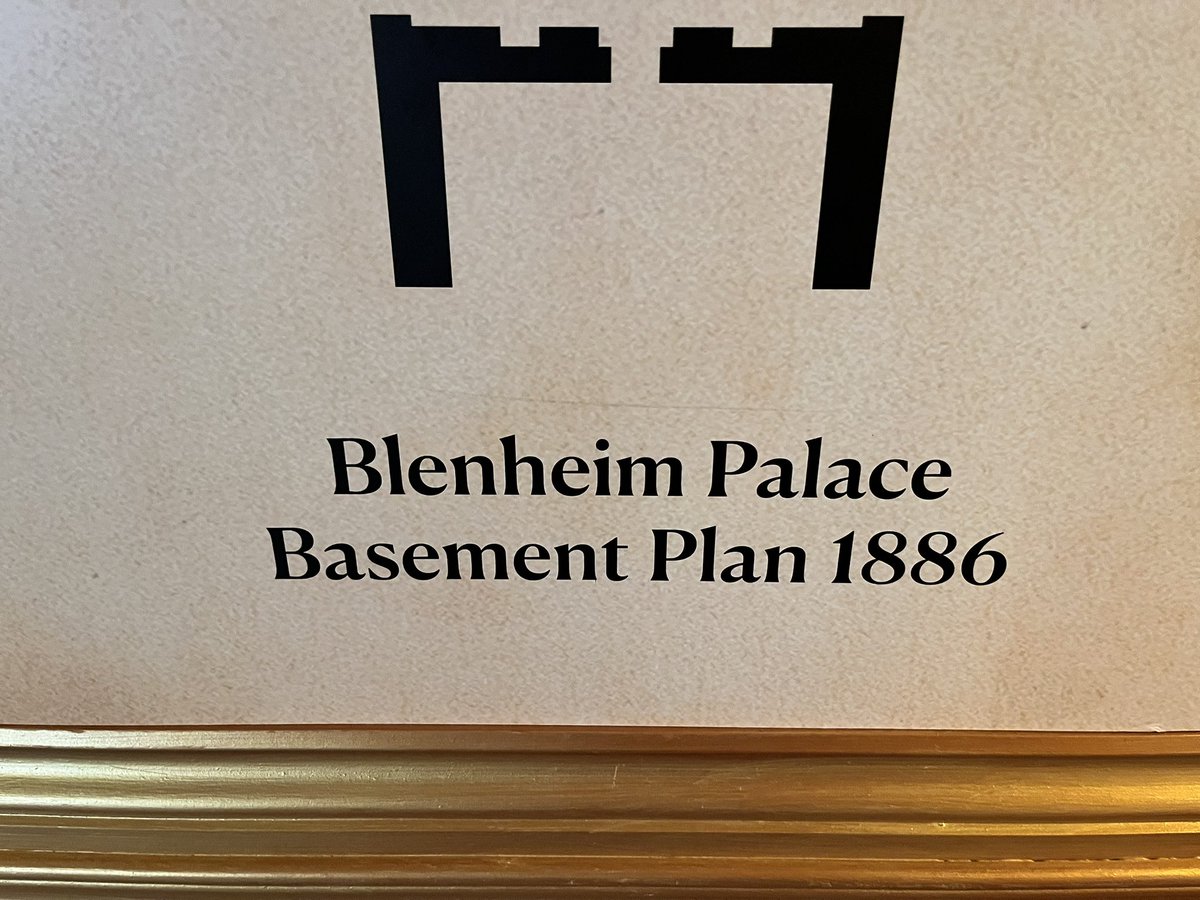 Blenheim Palace
Basement Plan 1886